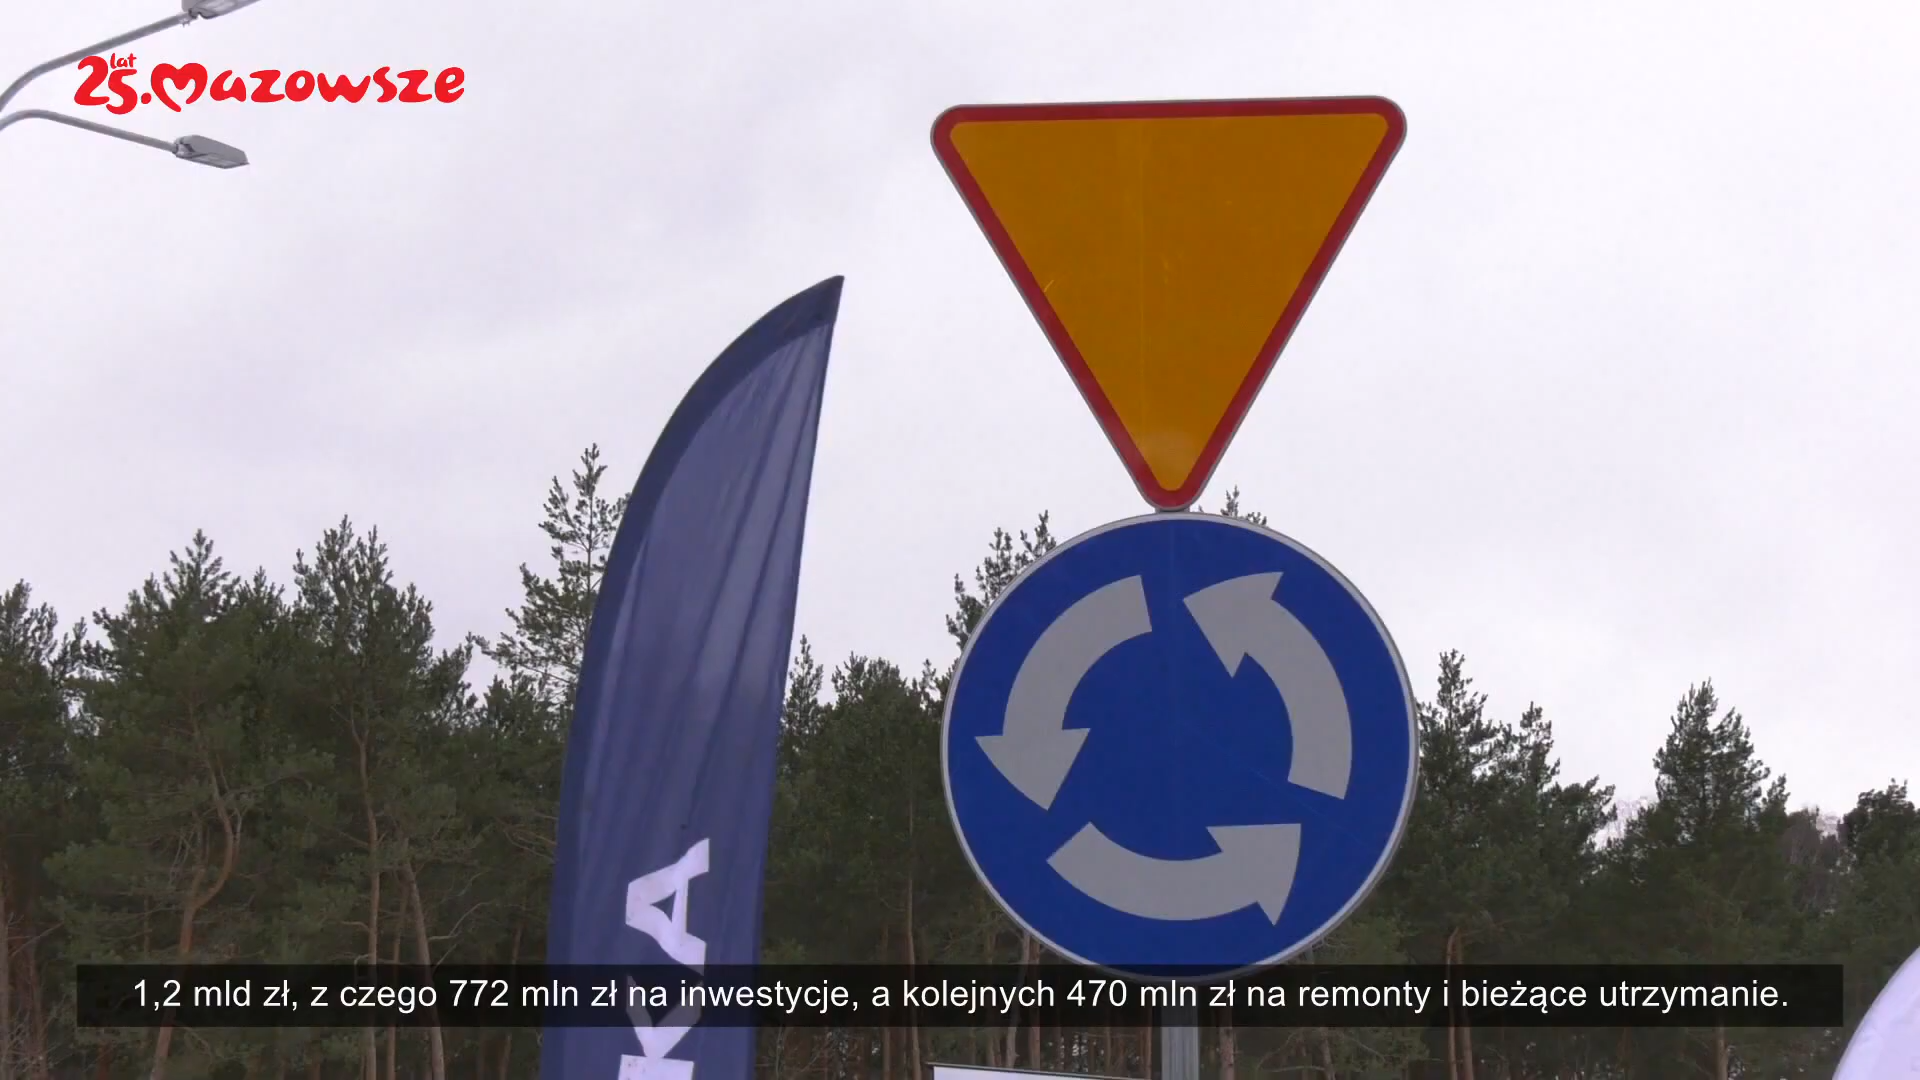 25 lat. Mazowsze
KA
1,2 mld zł, z czego 772 mln zł na inwestycje, a kolejnych 470 mln zł na remonty i bieżące utrzymanie.